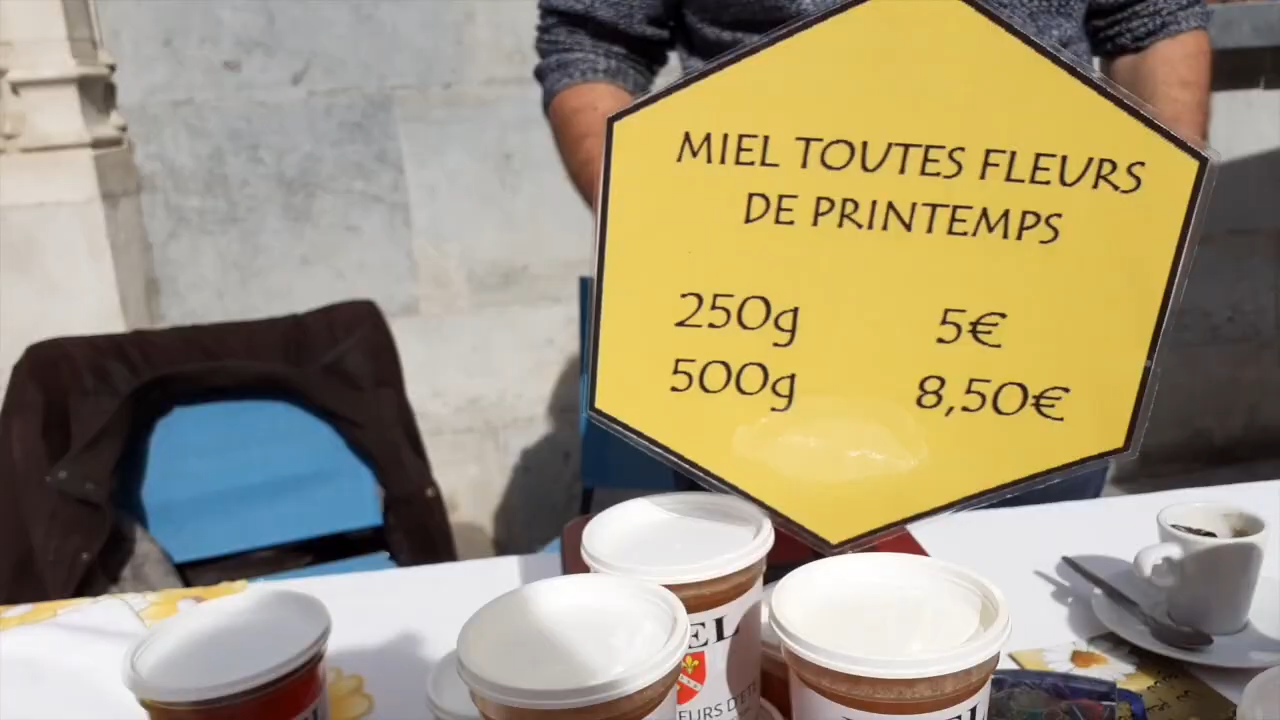 MIEL TOUTES FLEURS
DE PRINTEMPS
250g 5€
500g 8,50€